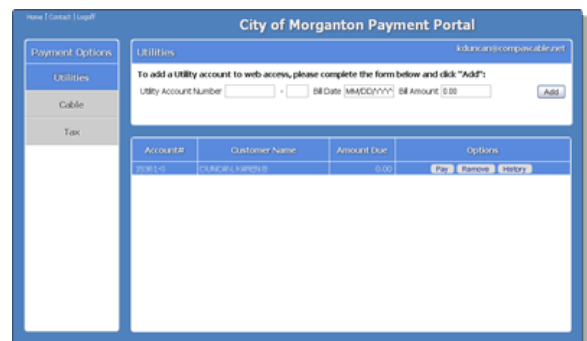 Home | Contact | Logoff
City of Morganton Payment Portal
Payment Options
Utilities
Cable
Tax
Utilities
kduncan@compascable.net
To add a Utility account to web access, please complete the form below and click "Add":
Utility Account Number - Bill Date MM/DD/YYYY Bill Amount 0.00 Add
Account# Customer Name Amount Due Options
0.00 Pay Remove History